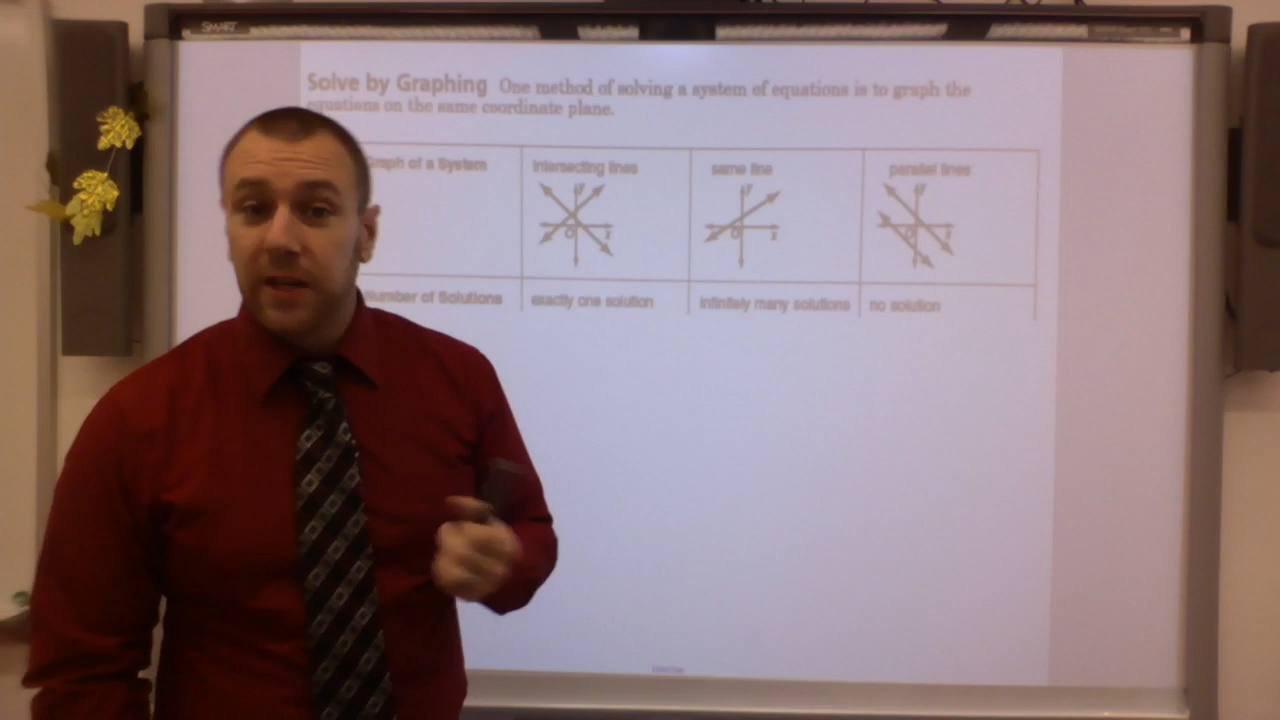 SMART
Solve by Graphing One method of solving a system of equations is to graph the
equations on the same coordinate plane.
Graph of a System intersecting lines same line parallel lines
y y y
O x O x O x
Number of Solutions exactly one solution infinitely many solutions no solution